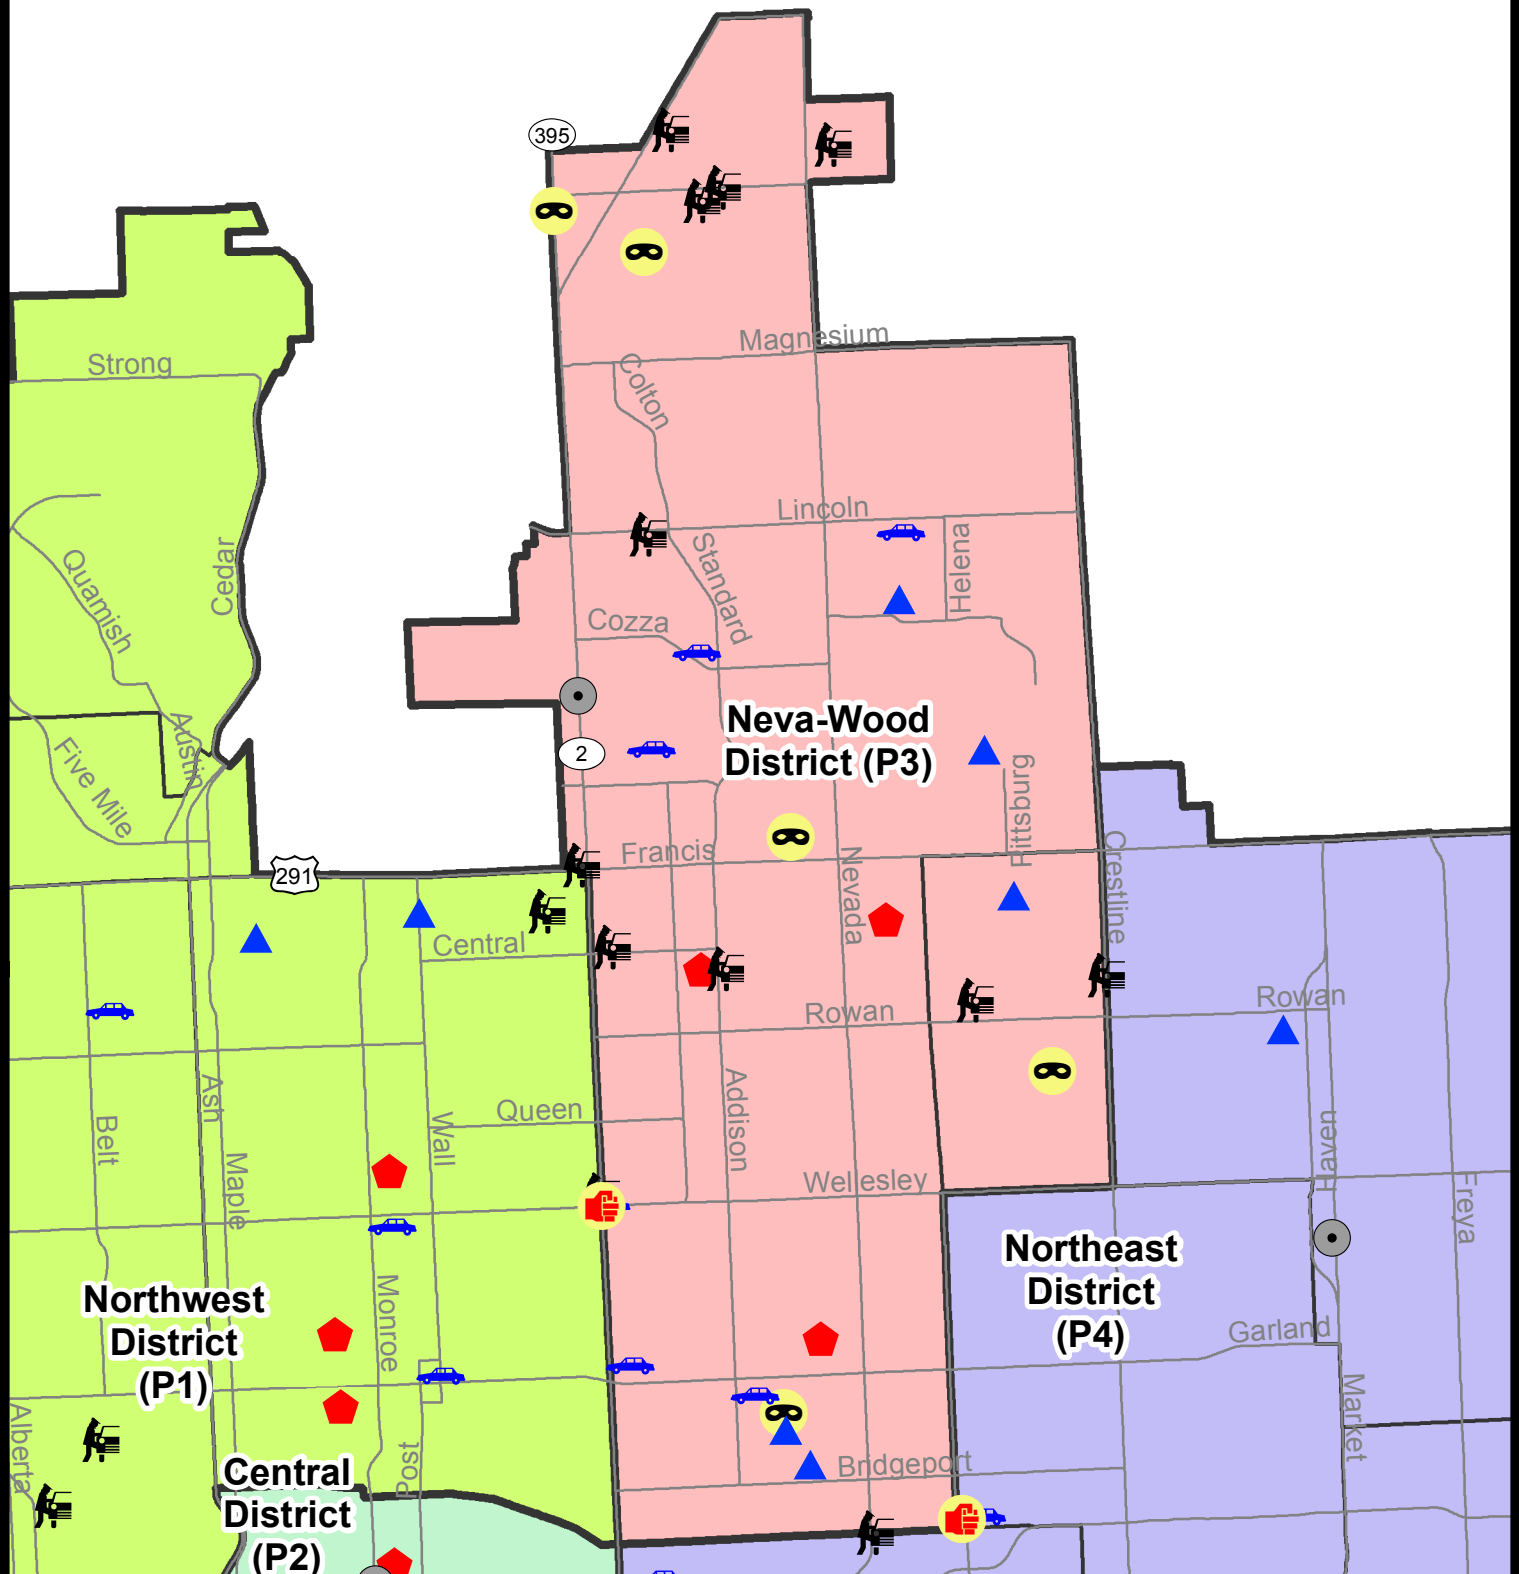 395
Magnesium
Strong
Colton
Lincoln
Cedar
Quamish
Standard
Helena
Cozza
Neva-Wood
District (P3)
2
Austin
Five Mile
Pittsburg
Francis
Nevada
Crestline
291
Central
Rowan
Rowan
Ash
Addison
Queen
Belt
Wall
Haven
Maple
Wellesley
Freya
Northeast
District
(P4)
Northwest
District
(P1)
Monroe
Garland
Market
Alberta
Post
Bridgeport
Central
District
(P2)